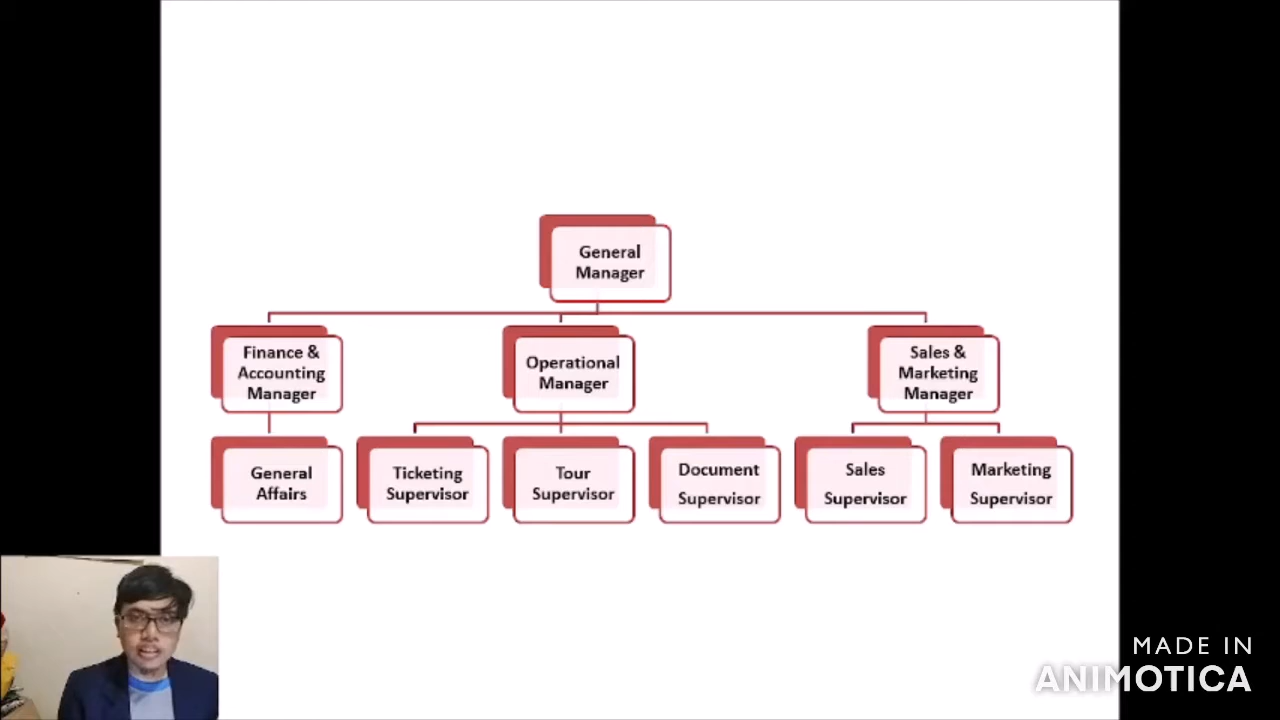 General
Manager
Finance &
Accounting
Manager
Operational
Manager
Sales &
Marketing
Manager
General
Affairs
Ticketing
Supervisor
Tour
Supervisor
Document
Supervisor
Sales
Supervisor
Marketing
Supervisor
MADE IN
ANIMOTICA